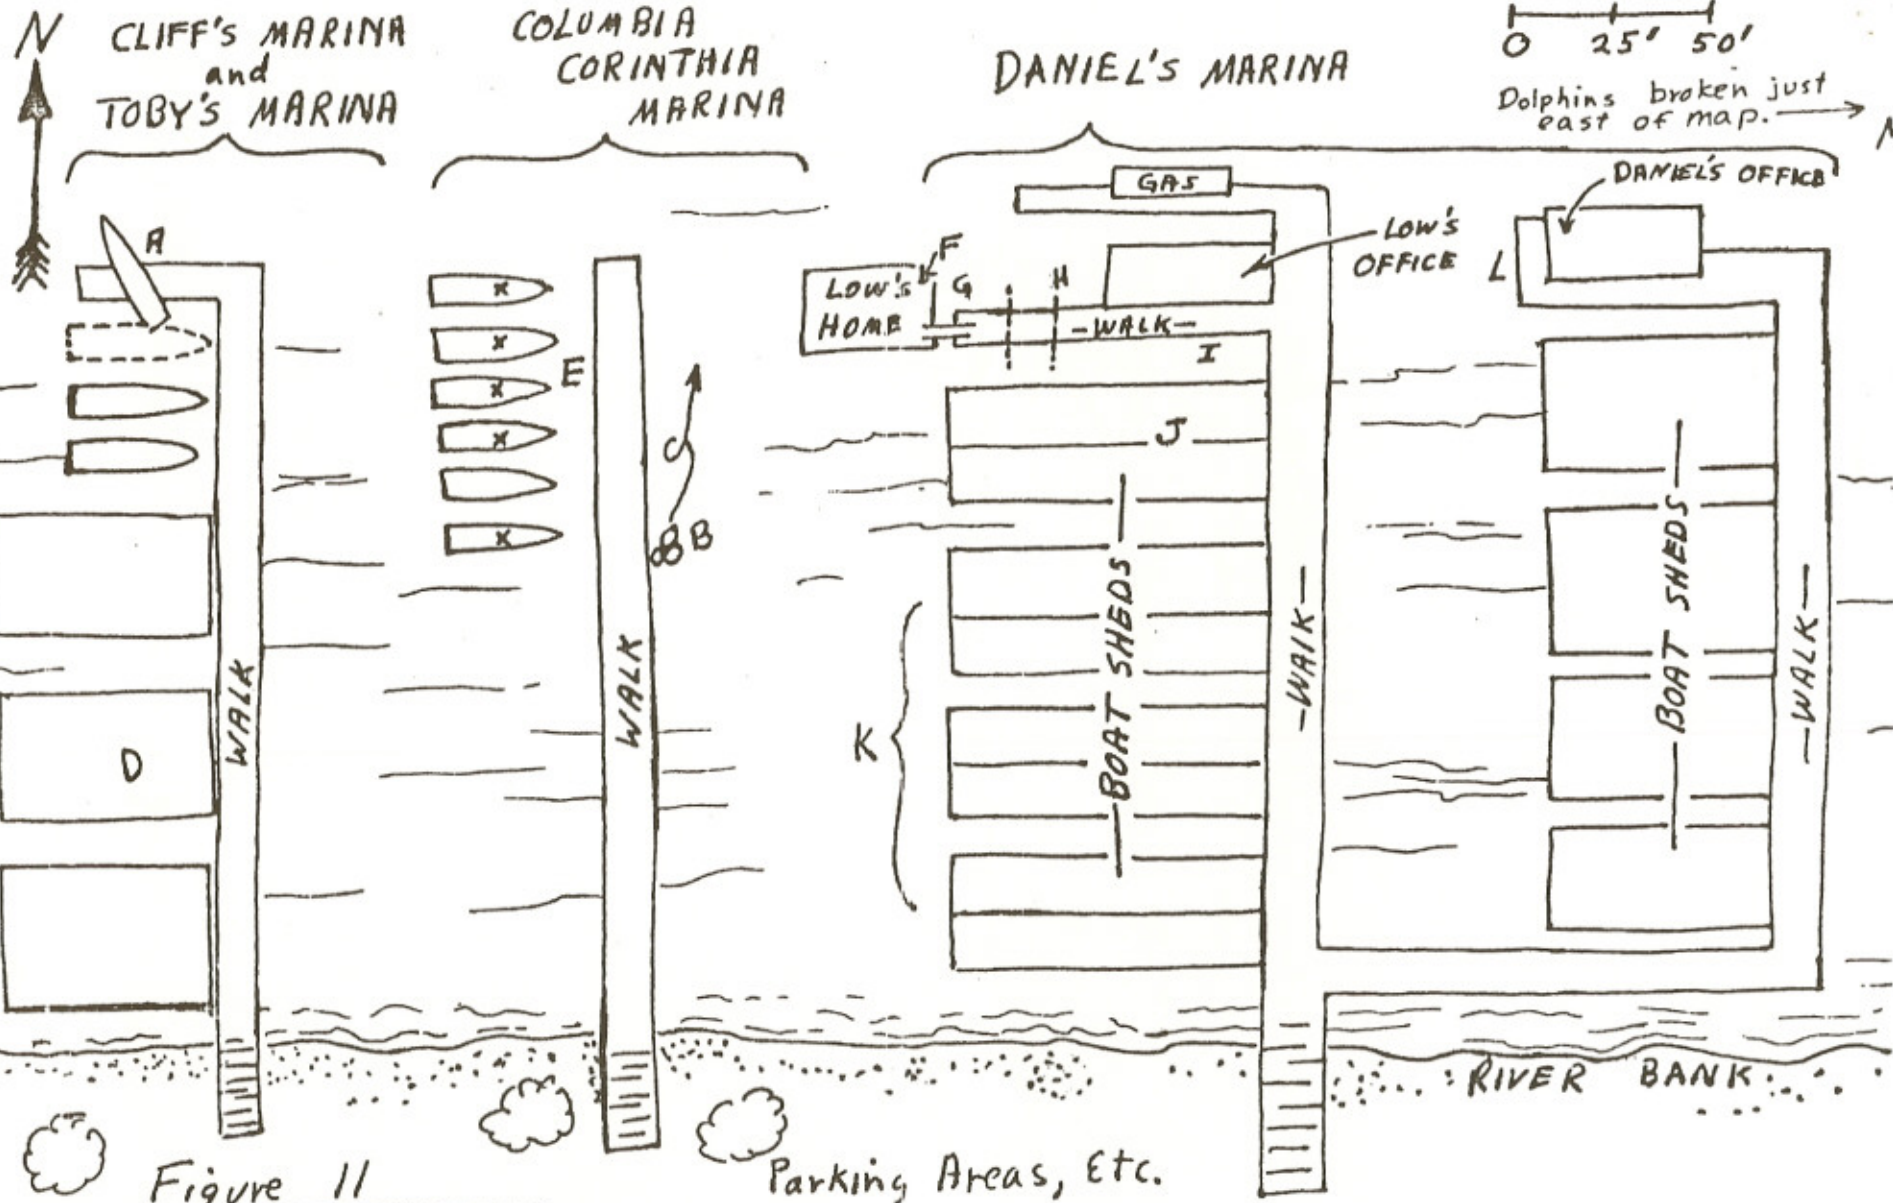 N
CLIFF'S MARINA
and
TOBY'S MARINA
COLUMBIA
CORINTHIA
MARINA
DANIEL'S MARINA
0 25' 50'
Dolphins broken just
east of map.
DANIEL'S OFFICE
GAS
LOW'S
OFFICE
A
F
LOW'S
HOME
G
H
L
-WALK-
I
E
J
C
B
BOAT SHEDS
BOAT SHEDS
WALK
WALK
-WALK-
-WALK-
K
D
RIVER BANK
Figure 11
Parking Areas, Etc.